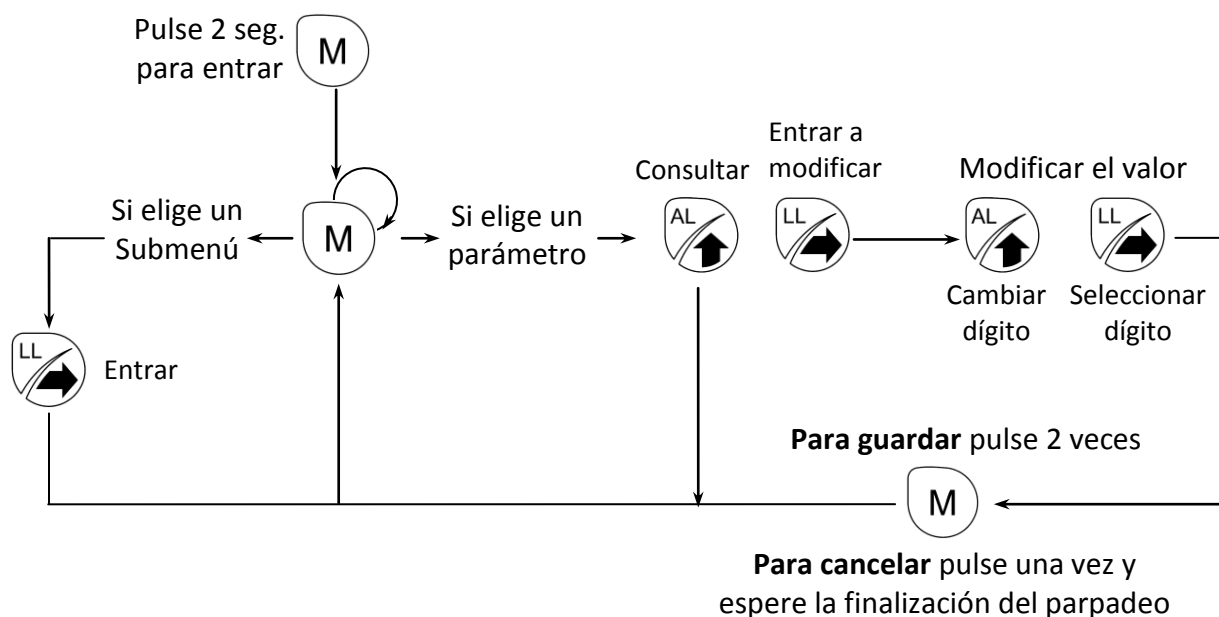 Pulse 2 seg.
para entrar
M
Si elige un
Submenú
M
Si elige un
parámetro
Consultar
AL
Entrar a
modificar
LL
Modificar el valor
AL
LL
Cambiar
dígito
Seleccionar
dígito
LL
Entrar
Para guardar pulse 2 veces
M
Para cancelar pulse una vez y
espere la finalización del parpadeo